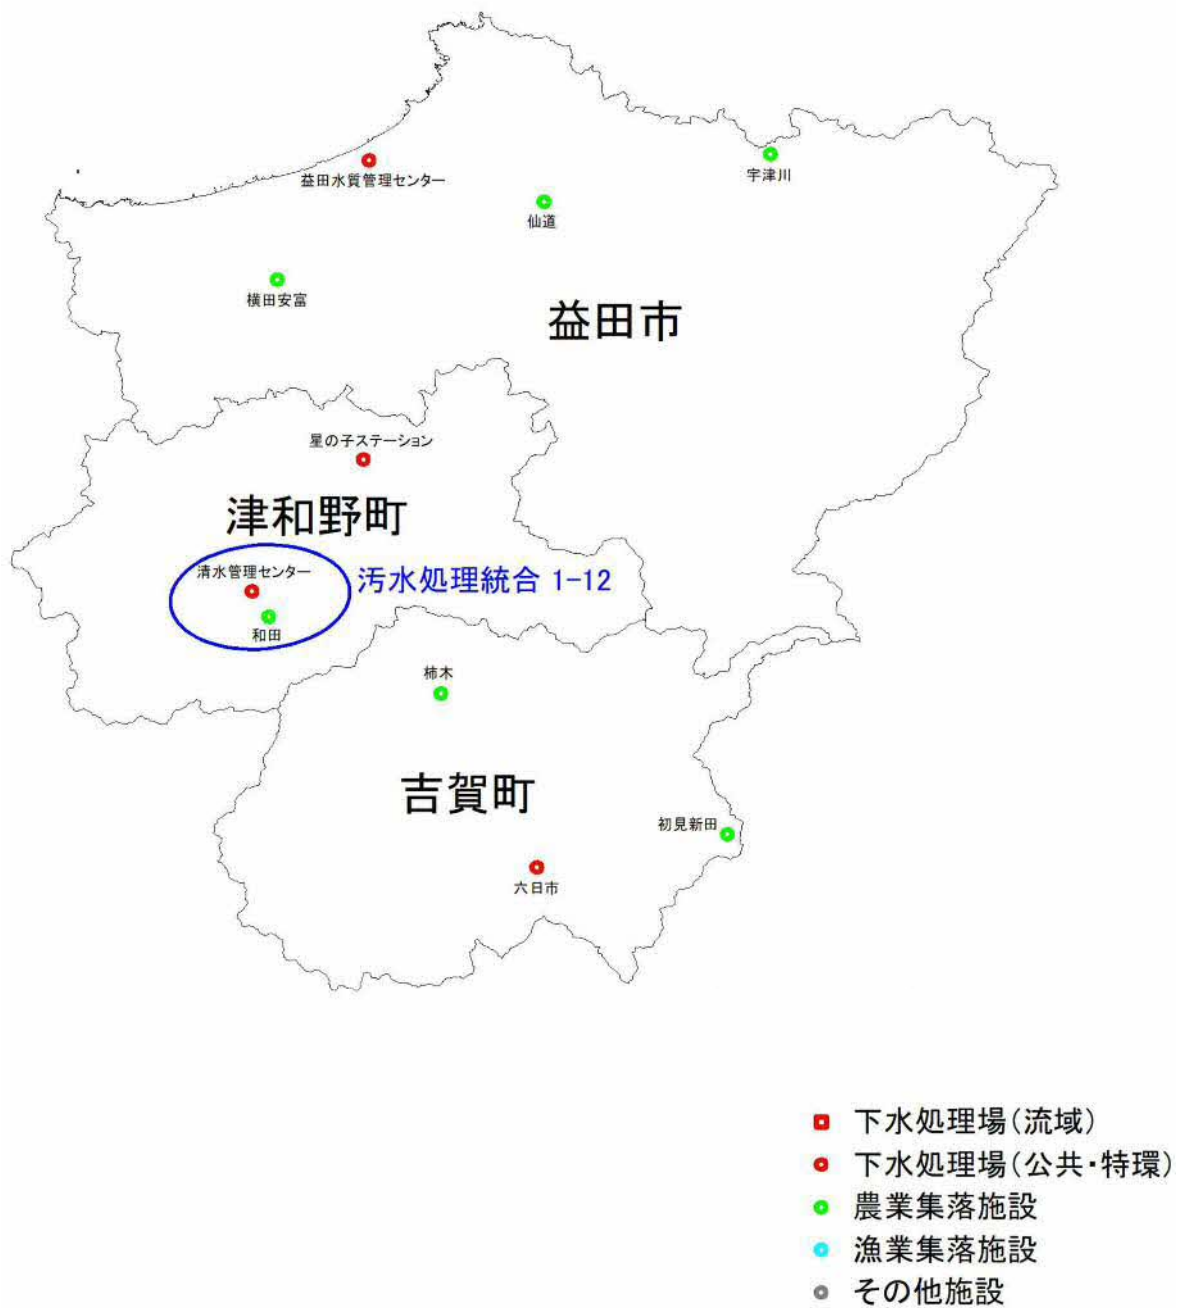 益田水質管理センター
宇津川
仙道
横田安富
益田市
星の子ステーション
津和野町
清水管理センター
汚水処理統合 1-12
和田
柿木
吉賀町
初見新田
六日市
下水処理場(流域)
下水処理場(公共・特環)
農業集落施設
漁業集落施設
その他施設